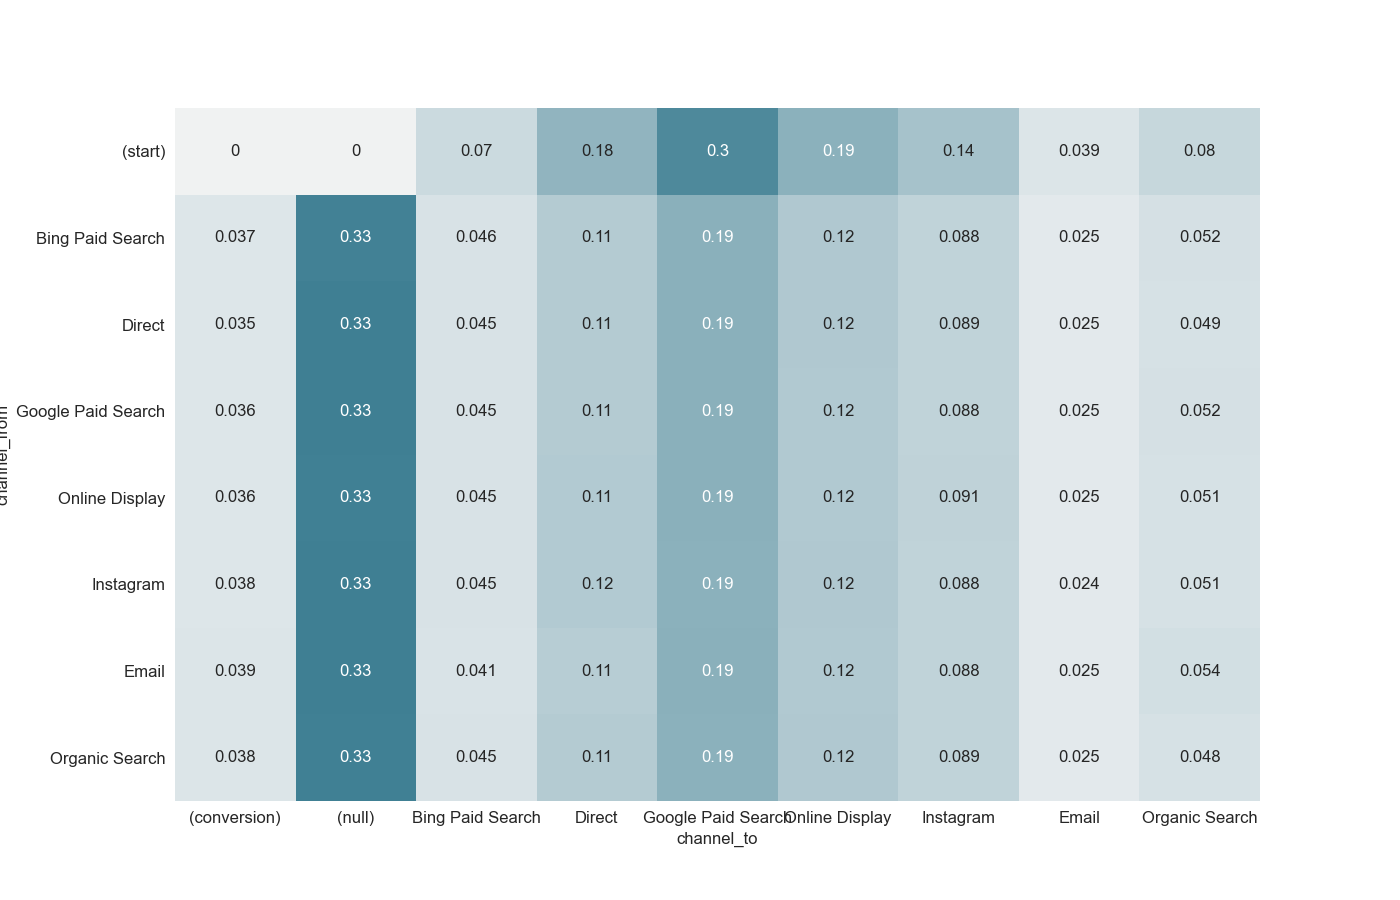 (start) 0 0 0.07 0.18 0.3 0.19 0.14 0.039 0.08
Bing Paid Search 0.037 0.33 0.046 0.11 0.19 0.12 0.088 0.025 0.052
Direct 0.035 0.33 0.045 0.11 0.19 0.12 0.089 0.025 0.049
Google Paid Search 0.036 0.33 0.045 0.11 0.19 0.12 0.088 0.025 0.052
channel_from
Online Display 0.036 0.33 0.045 0.11 0.19 0.12 0.091 0.025 0.051
Instagram 0.038 0.33 0.045 0.12 0.19 0.12 0.088 0.024 0.051
Email 0.039 0.33 0.041 0.11 0.19 0.12 0.088 0.025 0.054
Organic Search 0.038 0.33 0.045 0.11 0.19 0.12 0.089 0.025 0.048
(conversion) (null) Bing Paid Search Direct Google Paid Search Online Display Instagram Email Organic Search
channel_to